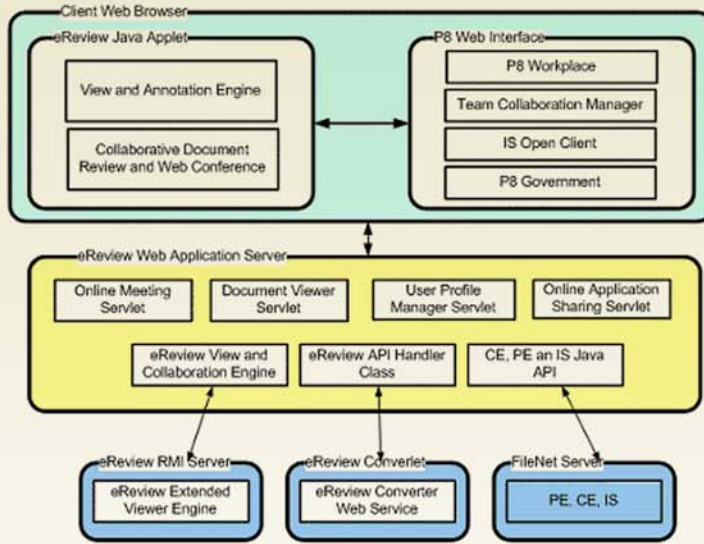 Client Web Browser
eReview Java Applet
View and Annotation Engine
Collaborative Document
Review and Web Conference
P8 Web Interface
P8 Workplace
Team Collaboration Manager
IS Open Client
P8 Government
eReview Web Application Server
Online Meeting
Servlet
Document Viewer
Servlet
User Profile
Manager Servlet
Online Application
Sharing Servlet
eReview View and
Collaboration Engine
eReview API Handler
Class
CE, PE an IS Java
API
eReview RMI Server
eReview Extended
Viewer Engine
eReview Converlet
eReview Converter
Web Service
FileNet Server
PE, CE, IS